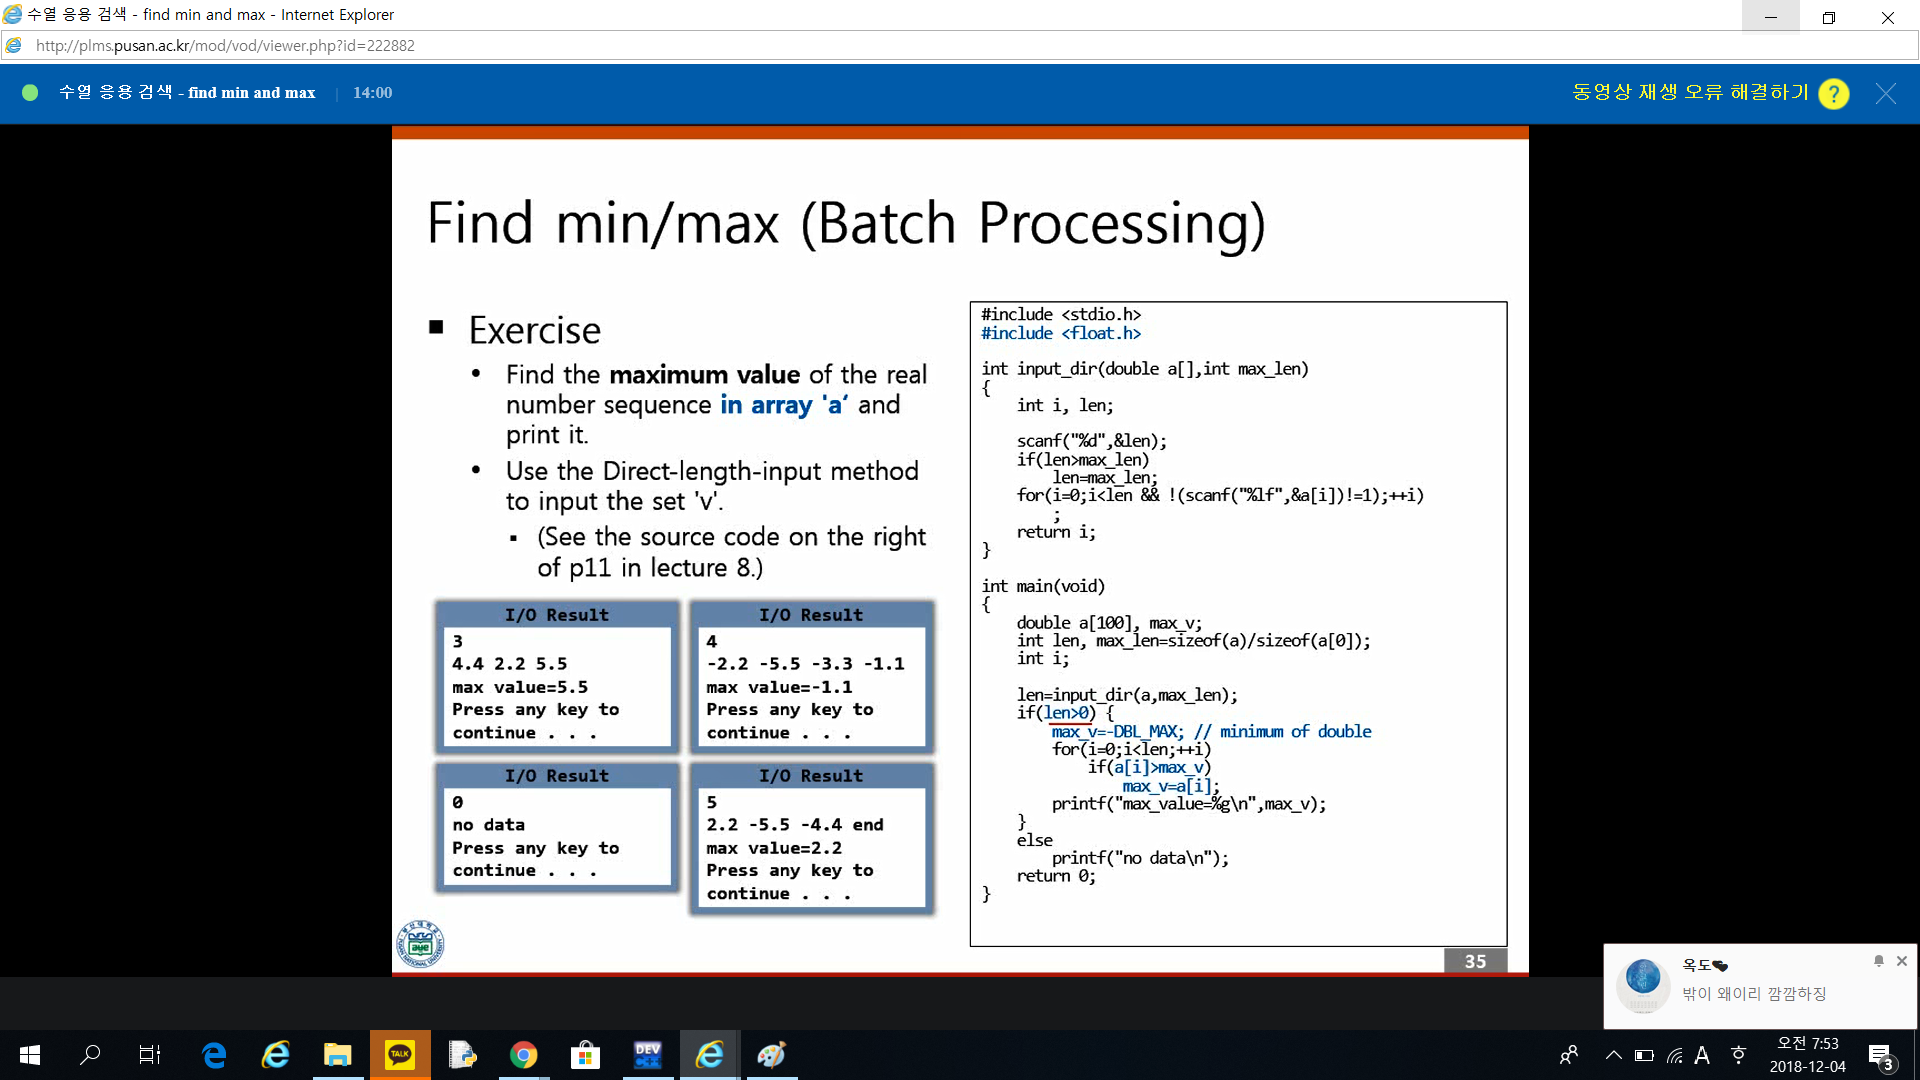 수열 응용 검색 - find min and max - Internet Explorer
http://plms.pusan.ac.kr/mod/vod/viewer.php?id=222882
수열 응용 검색 - find min and max | 14:00
동영상 재생 오류 해결하기 ?
Find min/max (Batch Processing)
Exercise
Find the maximum value of the real
number sequence in array 'a‘ and
print it.
Use the Direct-length-input method
to input the set 'v'.
(See the source code on the right
of p11 in lecture 8.)
I/O Result
3
4.4 2.2 5.5
max value=5.5
Press any key to
continue . . .
I/O Result
4
-2.2 -5.5 -3.3 -1.1
max value=-1.1
Press any key to
continue . . .
I/O Result
0
no data
Press any key to
continue . . .
I/O Result
5
2.2 -5.5 -4.4 end
max value=2.2
Press any key to
continue . . .
#include <stdio.h>
#include <float.h>
int input_dir(double a[],int max_len)
{
int i, len;
scanf("%d",&len);
if(len>max_len)
len=max_len;
for(i=0;i<len && !(scanf("%lf",&a[i])!=1);++i)
;
return i;
}
int main(void)
{
double a[100], max_v;
int len, max_len=sizeof(a)/sizeof(a[0]);
int i;
len=input_dir(a,max_len);
if(len>0) {
max_v=-DBL_MAX; // minimum of double
for(i=0;i<len;++i)
if(a[i]>max_v)
max_v=a[i];
printf("max_value=%g\n",max_v);
}
else
printf("no data\n");
return 0;
}
35
옥도
밖이 왜이리 깜깜하징
TALK
DEV
A
오전 7:53
2018-12-04
3